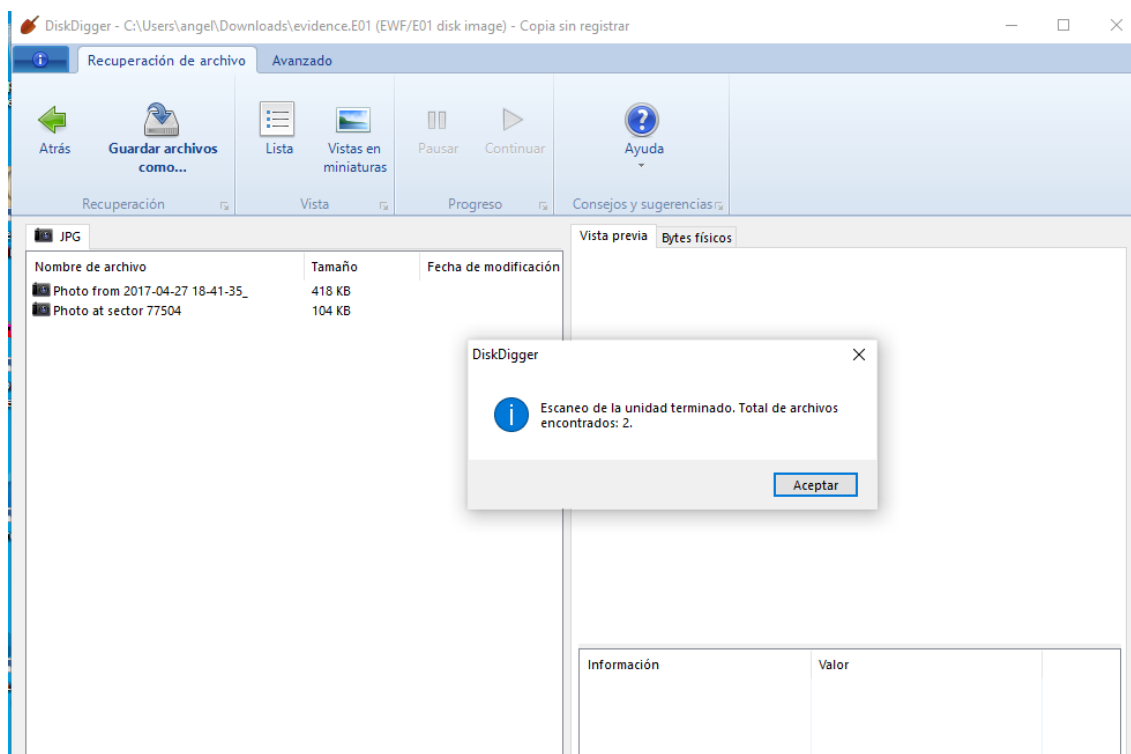 DiskDigger - C:\Users\angel\Downloads\evidence.E01 (EWF/E01 disk image) - Copia sin registrar
Recuperación de archivo
Avanzado
Atrás
Guardar archivos
como...
Lista
Vistas en
miniaturas
Pausar
Continuar
Ayuda
Recuperación
Vista
Progreso
Consejos y sugerencias
JPG
Nombre de archivo
Tamaño
Fecha de modificación
Photo from 2017-04-27 18-41-35_
418 KB
Photo at sector 77504
104 KB
Vista previa
Bytes físicos
DiskDigger
Escaneo de la unidad terminado. Total de archivos
encontrados: 2.
Aceptar
Información
Valor